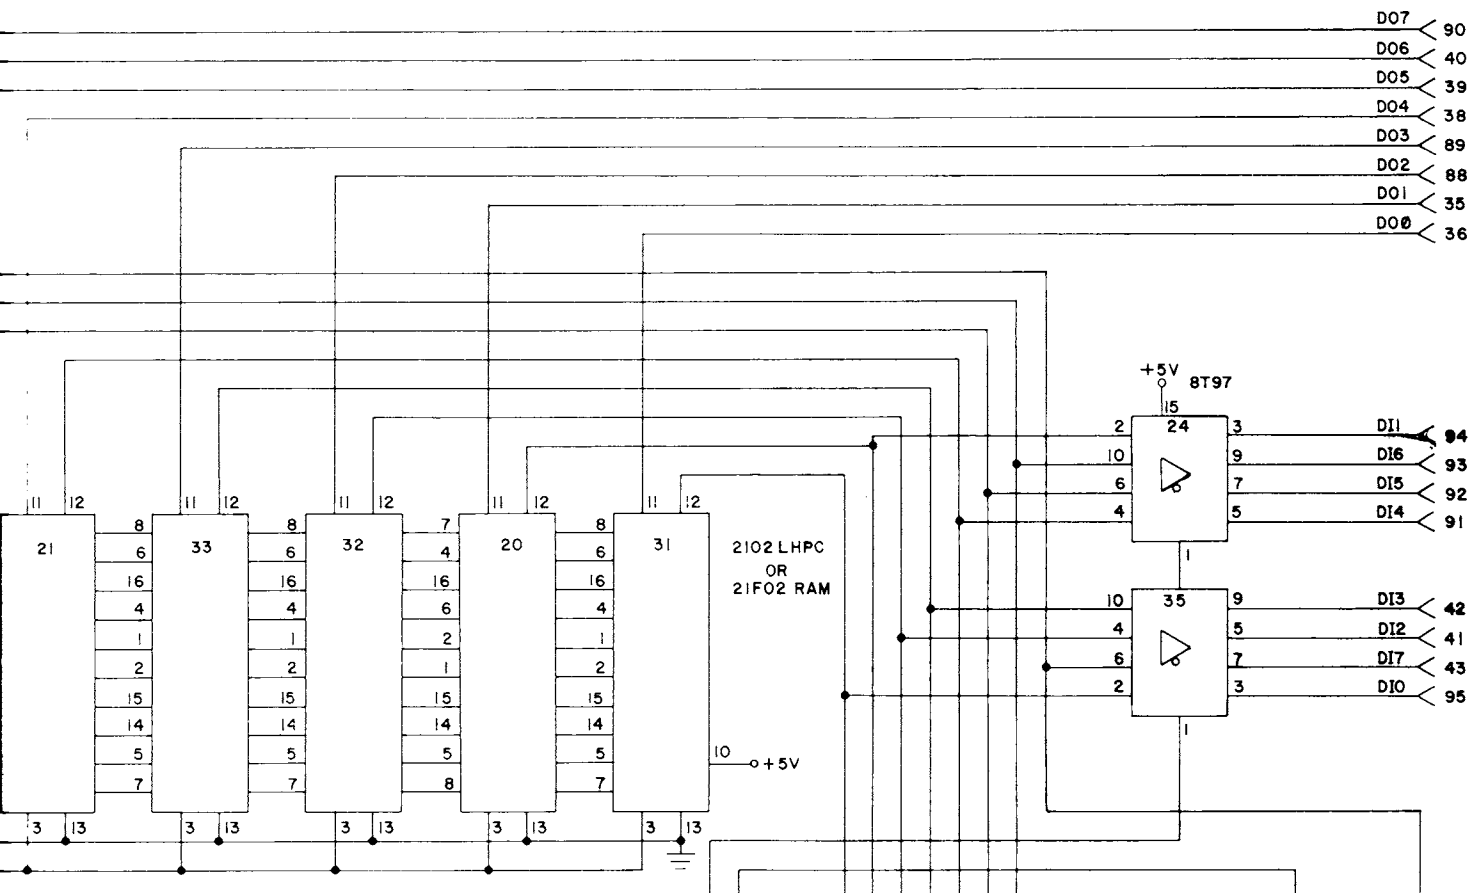 DO7 90
DO6 40
DO5 39
DO4 38
DO3 89
DO2 88
DO1 35
DO0 36
+5V
8T97
15
2 24 3 DI1 94
10 9 DI6 93
6 7 DI5 92
4 5 DI4 91
1
10 35 9 DI3 42
4 5 DI2 41
6 7 DI7 43
2 3 DI0 95
1
11 12 11 12 11 12 11 12 11 12
21 33 32 20 31
8 8 7 8
6 6 4 6
16 16 16 16
4 4 6 4
1 1 2 1
2 2 1 2
15 15 15 15
14 14 14 14
5 5 5 5
7 7 8 7
2102 LHPC
OR
21F02 RAM
10 +5V
3 13 3 13 3 13 3 13 3 13